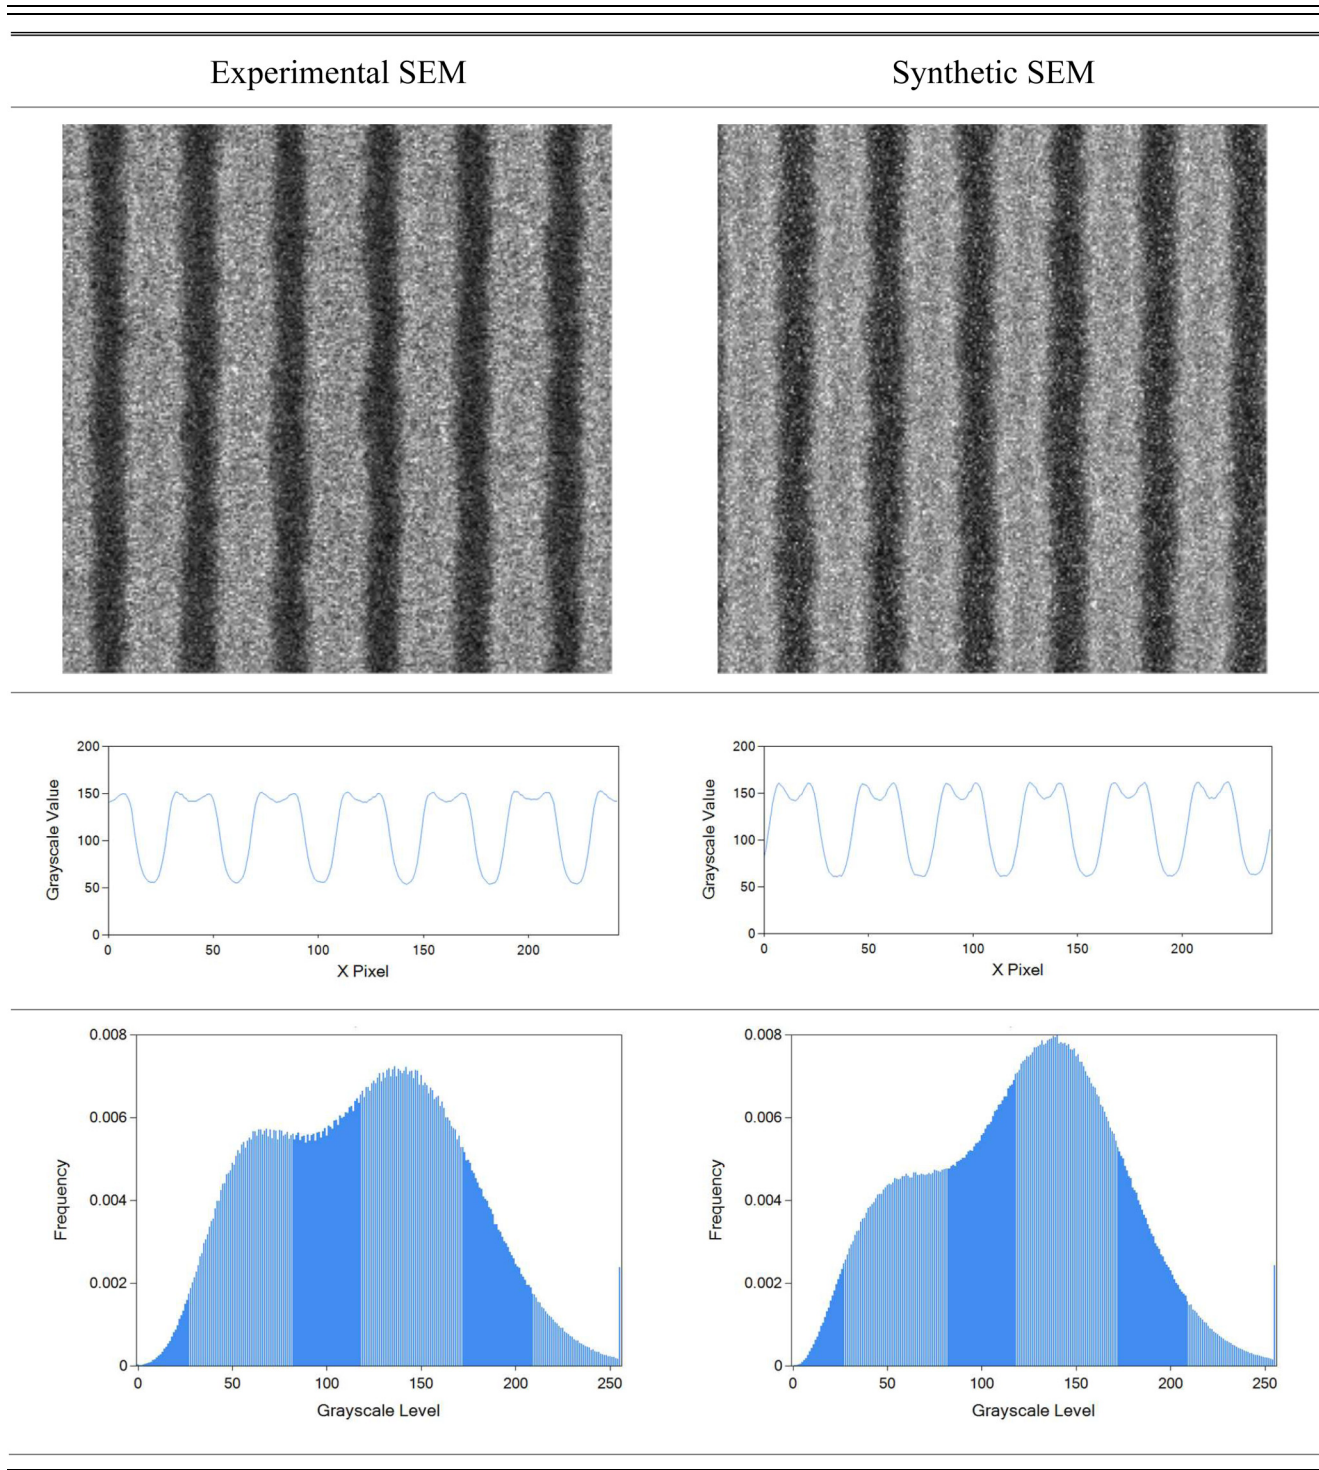 Experimental SEM
Synthetic SEM
200
150
100
50
0
Grayscale Value
0 50 100 150 200
X Pixel
200
150
100
50
0
Grayscale Value
0 50 100 150 200
X Pixel
0.008
0.006
0.004
0.002
0
Frequency
0 50 100 150 200 250
Grayscale Level
0.008
0.006
0.004
0.002
0
Frequency
0 50 100 150 200 250
Grayscale Level